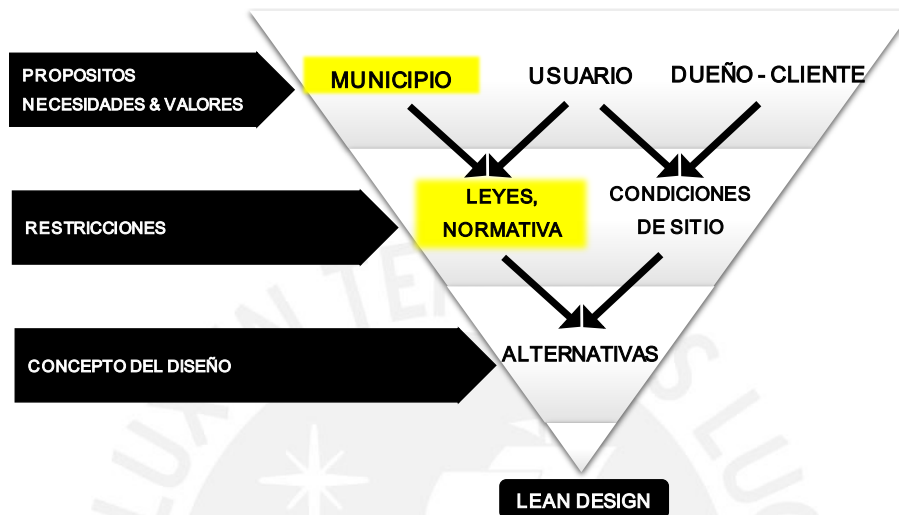 PROPOSITOS
NECESIDADES & VALORES
MUNICIPIO
USUARIO
DUEÑO - CLIENTE
RESTRICCIONES
LEYES,
NORMATIVA
CONDICIONES
DE SITIO
CONCEPTO DEL DISEÑO
ALTERNATIVAS
LEAN DESIGN